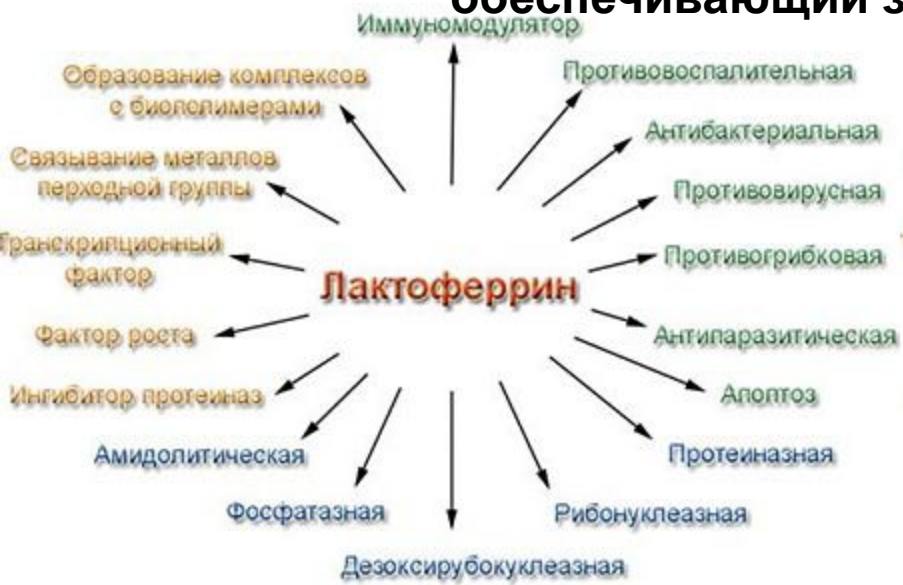 обеспечивающий з
Иммуномодулятор
Образование комплексов
с биополимерами
Противовоспалительная
Антибактериальная
Связывание металлов
перходной группы
Противовирусная
Транскрипционный
фактор
Противогрибковая
Лактоферрин
Фактор роста
Антипаразитическая
Ингибитор протеиназ
Апоптоз
Амидолитическая
Протеиназная
Фосфатазная
Рибонуклеазная
Дезоксирубокуклеазная